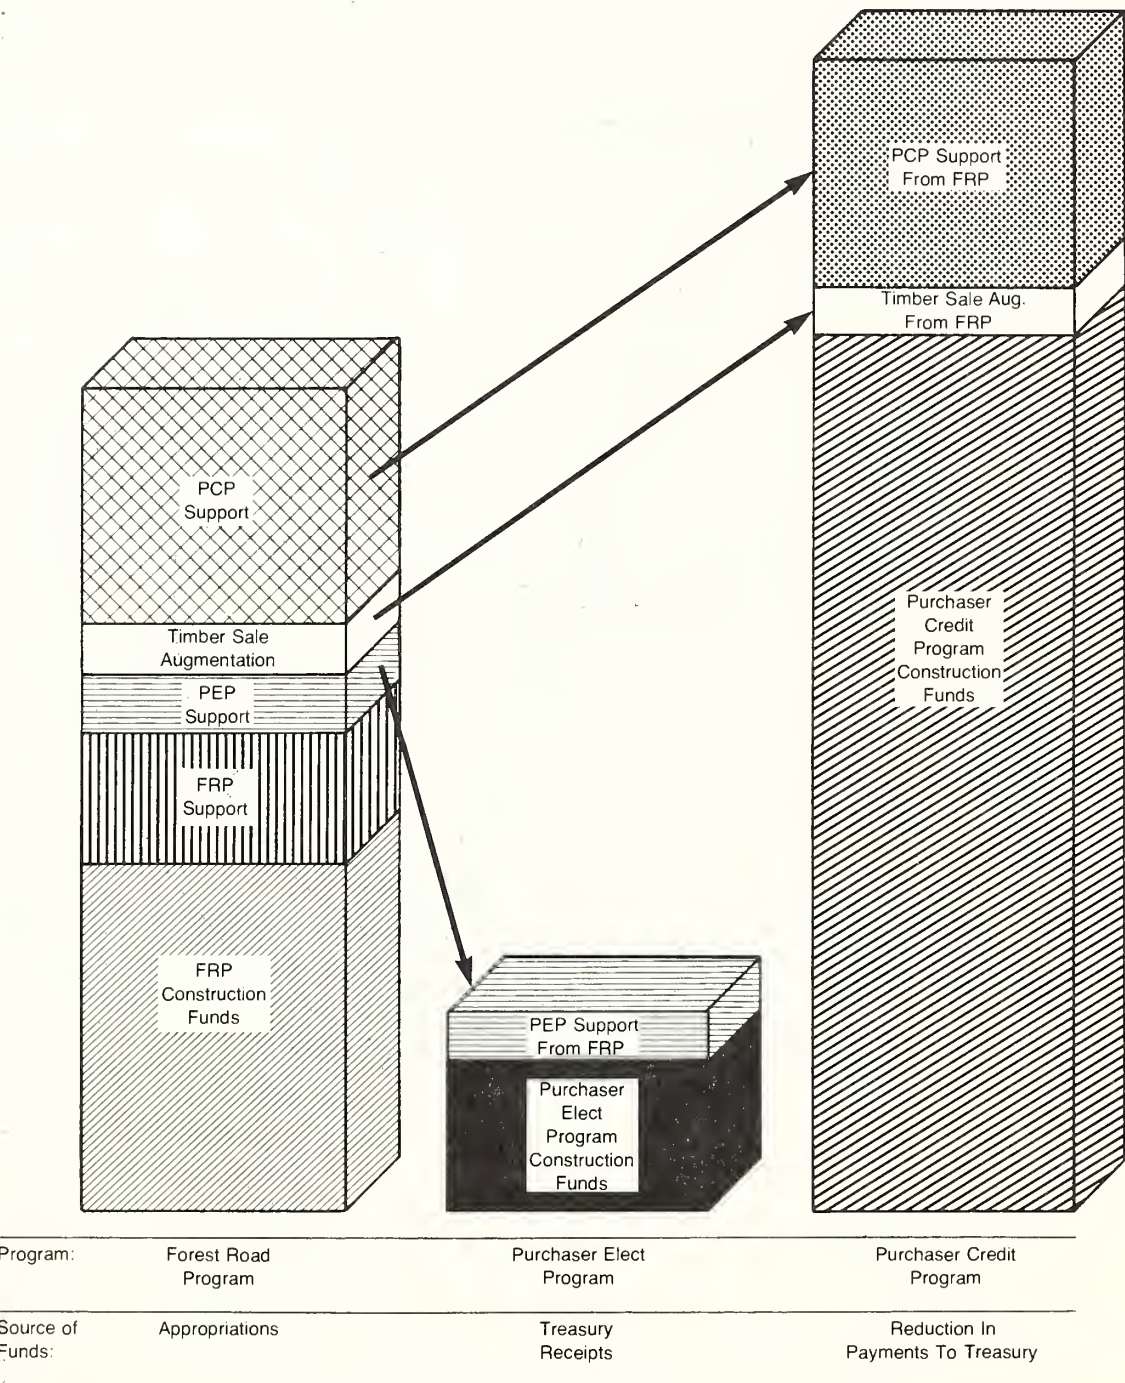 PCP Support
From FRP
Timber Sale Aug.
From FRP
PCP
Support
Purchaser
Credit
Program
Construction
Funds
Timber Sale
Augmentation
PEP
Support
FRP
Support
FRP
Construction
Funds
PEP Support
From FRP
Purchaser
Elect
Program
Construction
Funds
Program:
Forest Road
Program
Purchaser Elect
Program
Purchaser Credit
Program
Source of
Funds:
Appropriations
Treasury
Receipts
Reduction In
Payments To Treasury